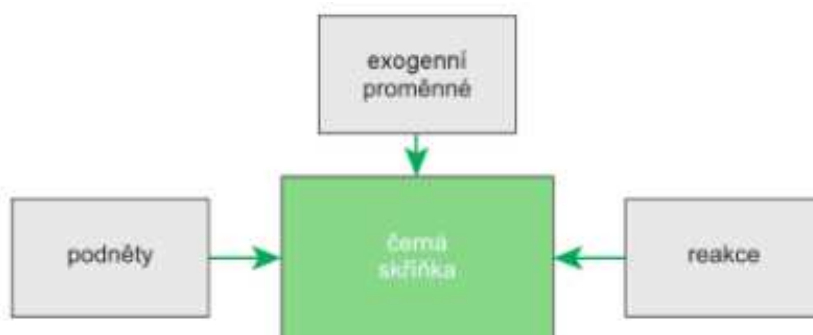 exogenní
proměnné
podněty
černá
skříňka
reakce